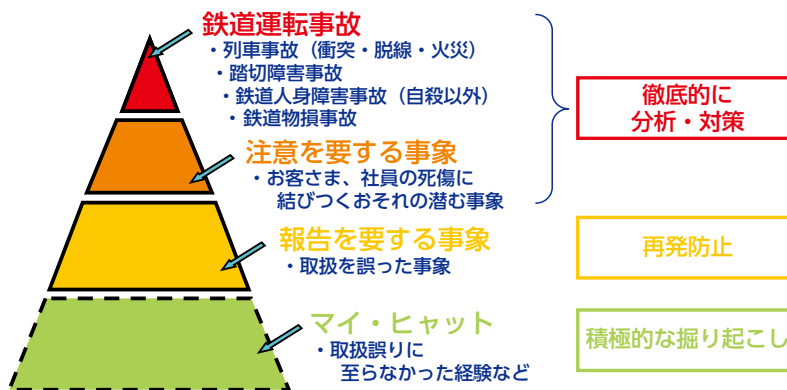 鉄道運転事故
・列車事故（衝突・脱線・火災）
・踏切障害事故
・鉄道人身障害事故（自殺以外）
・鉄道物損事故
徹底的に
分析・対策
注意を要する事象
・お客さま、社員の死傷に
結びつくおそれの潜む事象
報告を要する事象
・取扱を誤った事象
再発防止
マイ・ヒヤット
・取扱誤りに
至らなかった経験など
積極的な掘り起こし